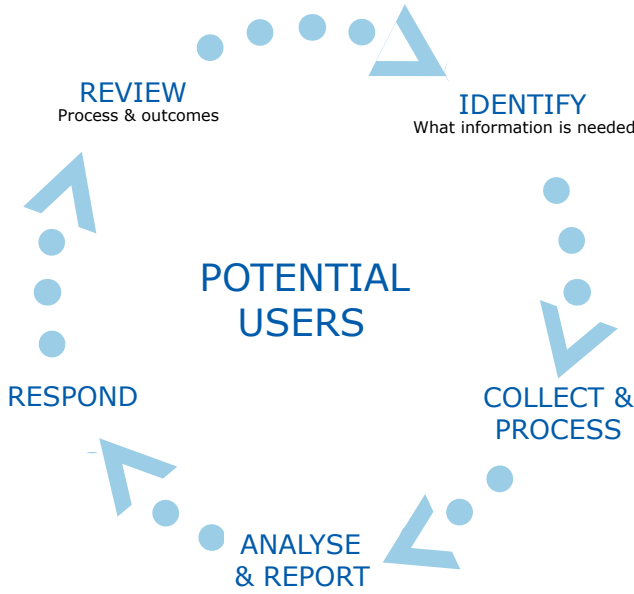 REVIEW
Process & outcomes
IDENTIFY
What information is needed
POTENTIAL
USERS
RESPOND
COLLECT &
PROCESS
ANALYSE
& REPORT